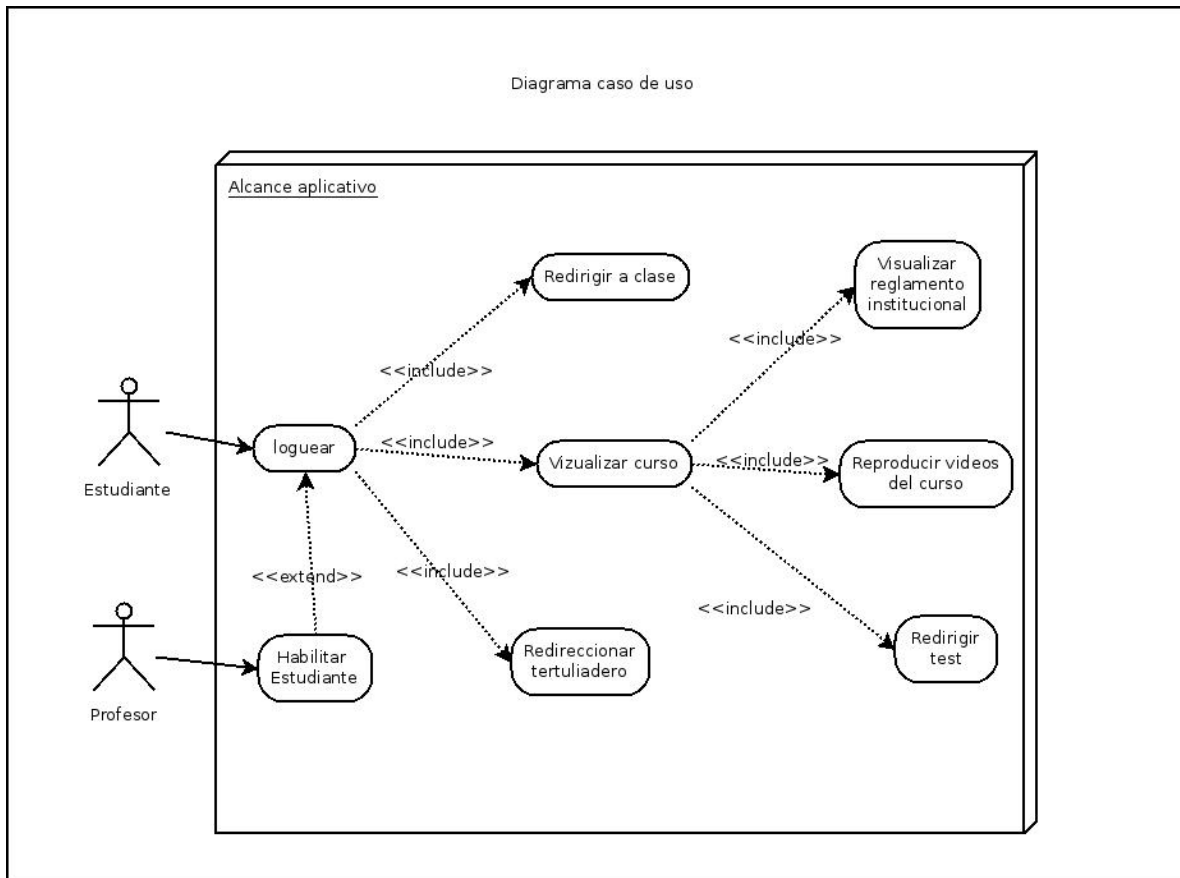 Diagrama caso de uso
Alcance aplicativo
Redirigir a clase
Visualizar
reglamento
institucional
<<include>>
<<include>>
loguear
<<include>>
Vizualizar curso
<<include>>
Reproducir videos
del curso
Estudiante
<<extend>>
<<include>>
<<include>>
Habilitar
Estudiante
Redireccionar
tertuliadero
Redirigir
test
Profesor